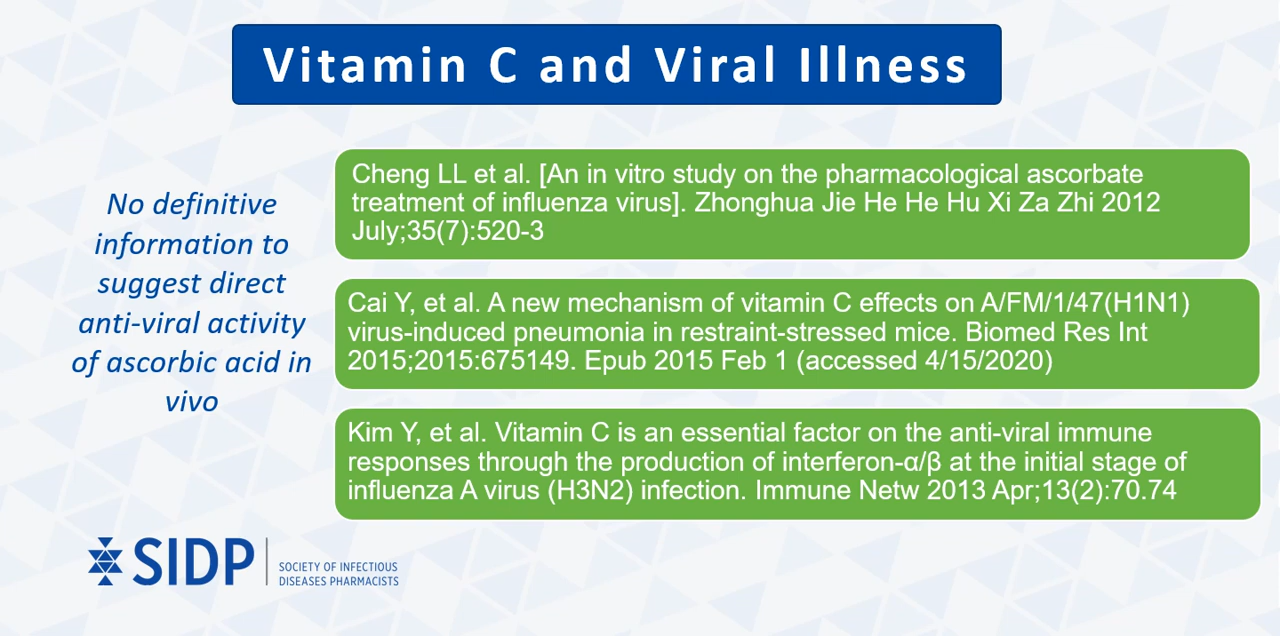 Vitamin C and Viral Illness
No definitive
information to
suggest direct
anti-viral activity
of ascorbic acid in
vivo
Cheng LL et al. [An in vitro study on the pharmacological ascorbate
treatment of influenza virus]. Zhonghua Jie He He Hu Xi Za Zhi 2012
July;35(7):520-3
Cai Y, et al. A new mechanism of vitamin C effects on A/FM/1/47(H1N1)
virus-induced pneumonia in restraint-stressed mice. Biomed Res Int
2015;2015:675149. Epub 2015 Feb 1 (accessed 4/15/2020)
Kim Y, et al. Vitamin C is an essential factor on the anti-viral immune
responses through the production of interferon-α/β at the initial stage of
influenza A virus (H3N2) infection. Immune Netw 2013 Apr;13(2):70.74
SIDP
SOCIETY OF INFECTIOUS
DISEASES PHARMACISTS